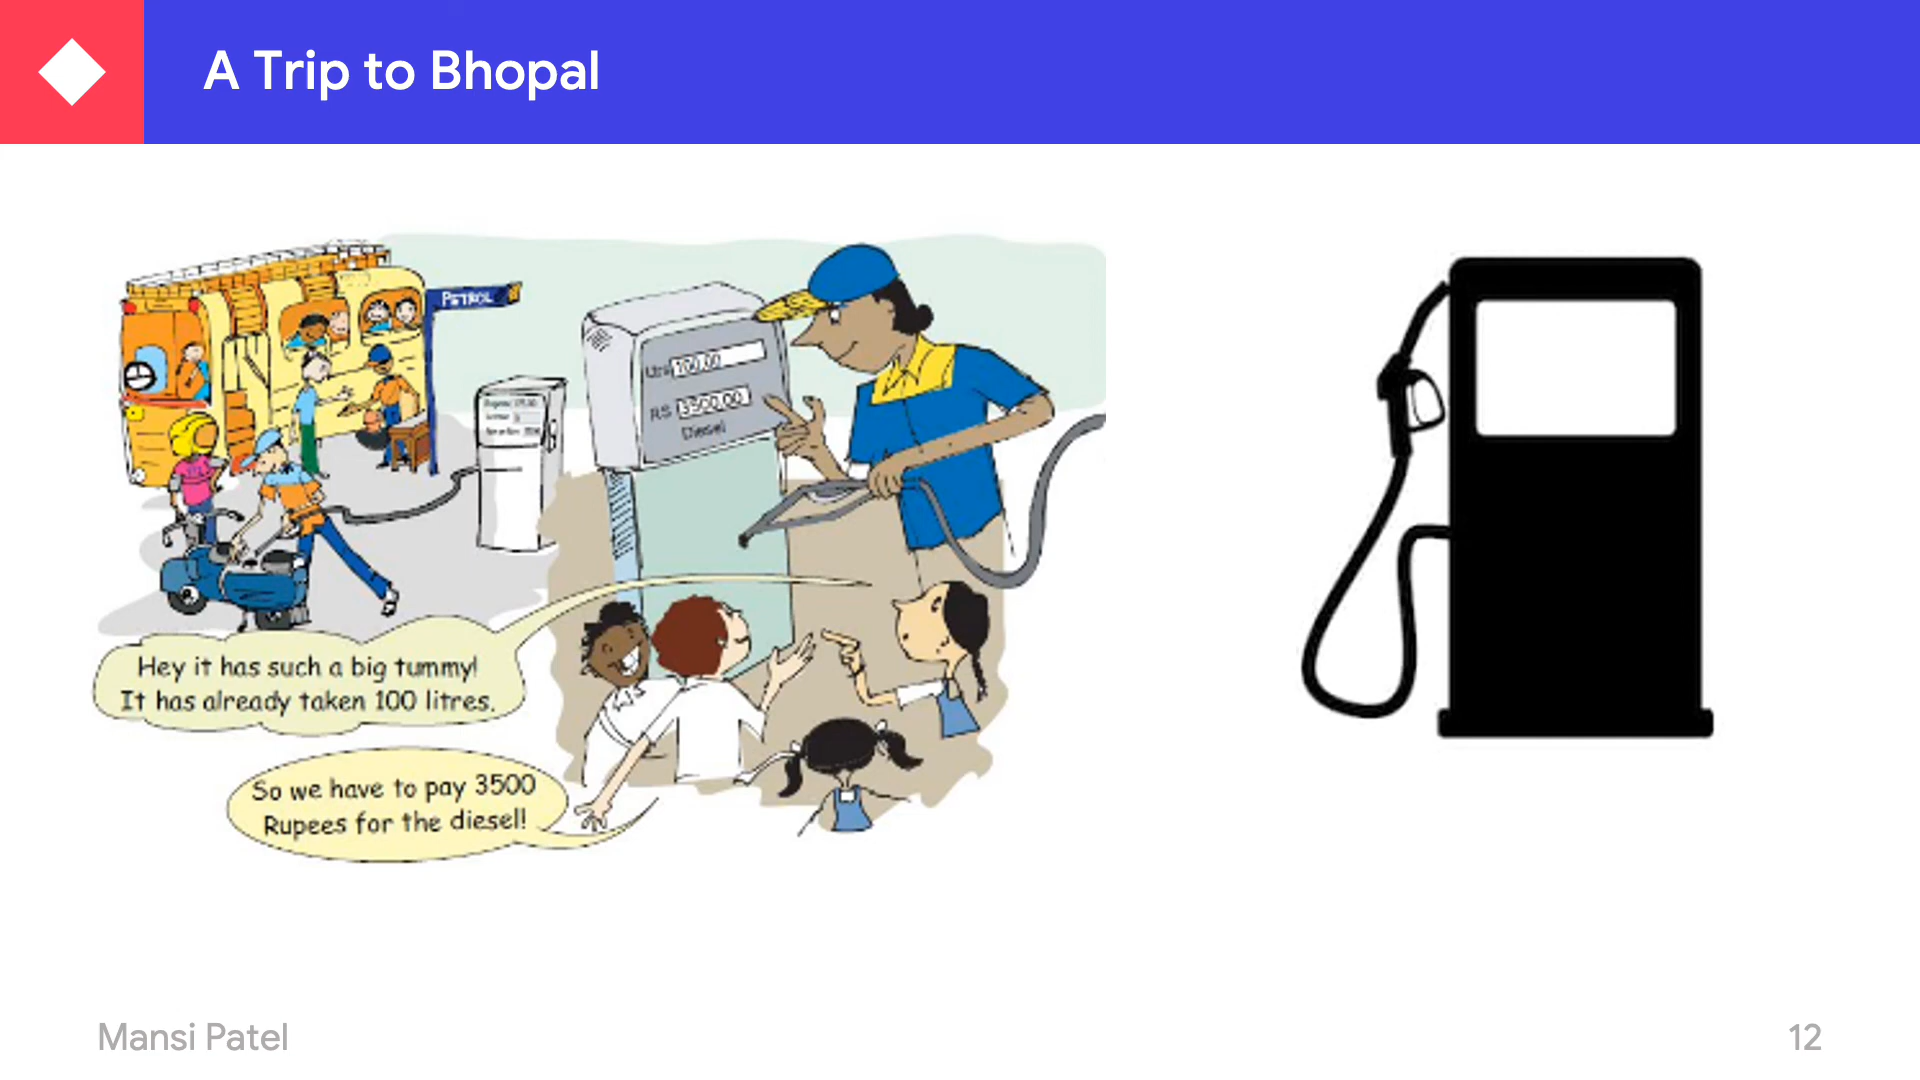 A Trip to Bhopal
PETROL
Ltrs 100.00
RS 3500.00
Diesel
Hey it has such a big tummy!
It has already taken 100 litres.
So we have to pay 3500
Rupees for the diesel!
Mansi Patel
12